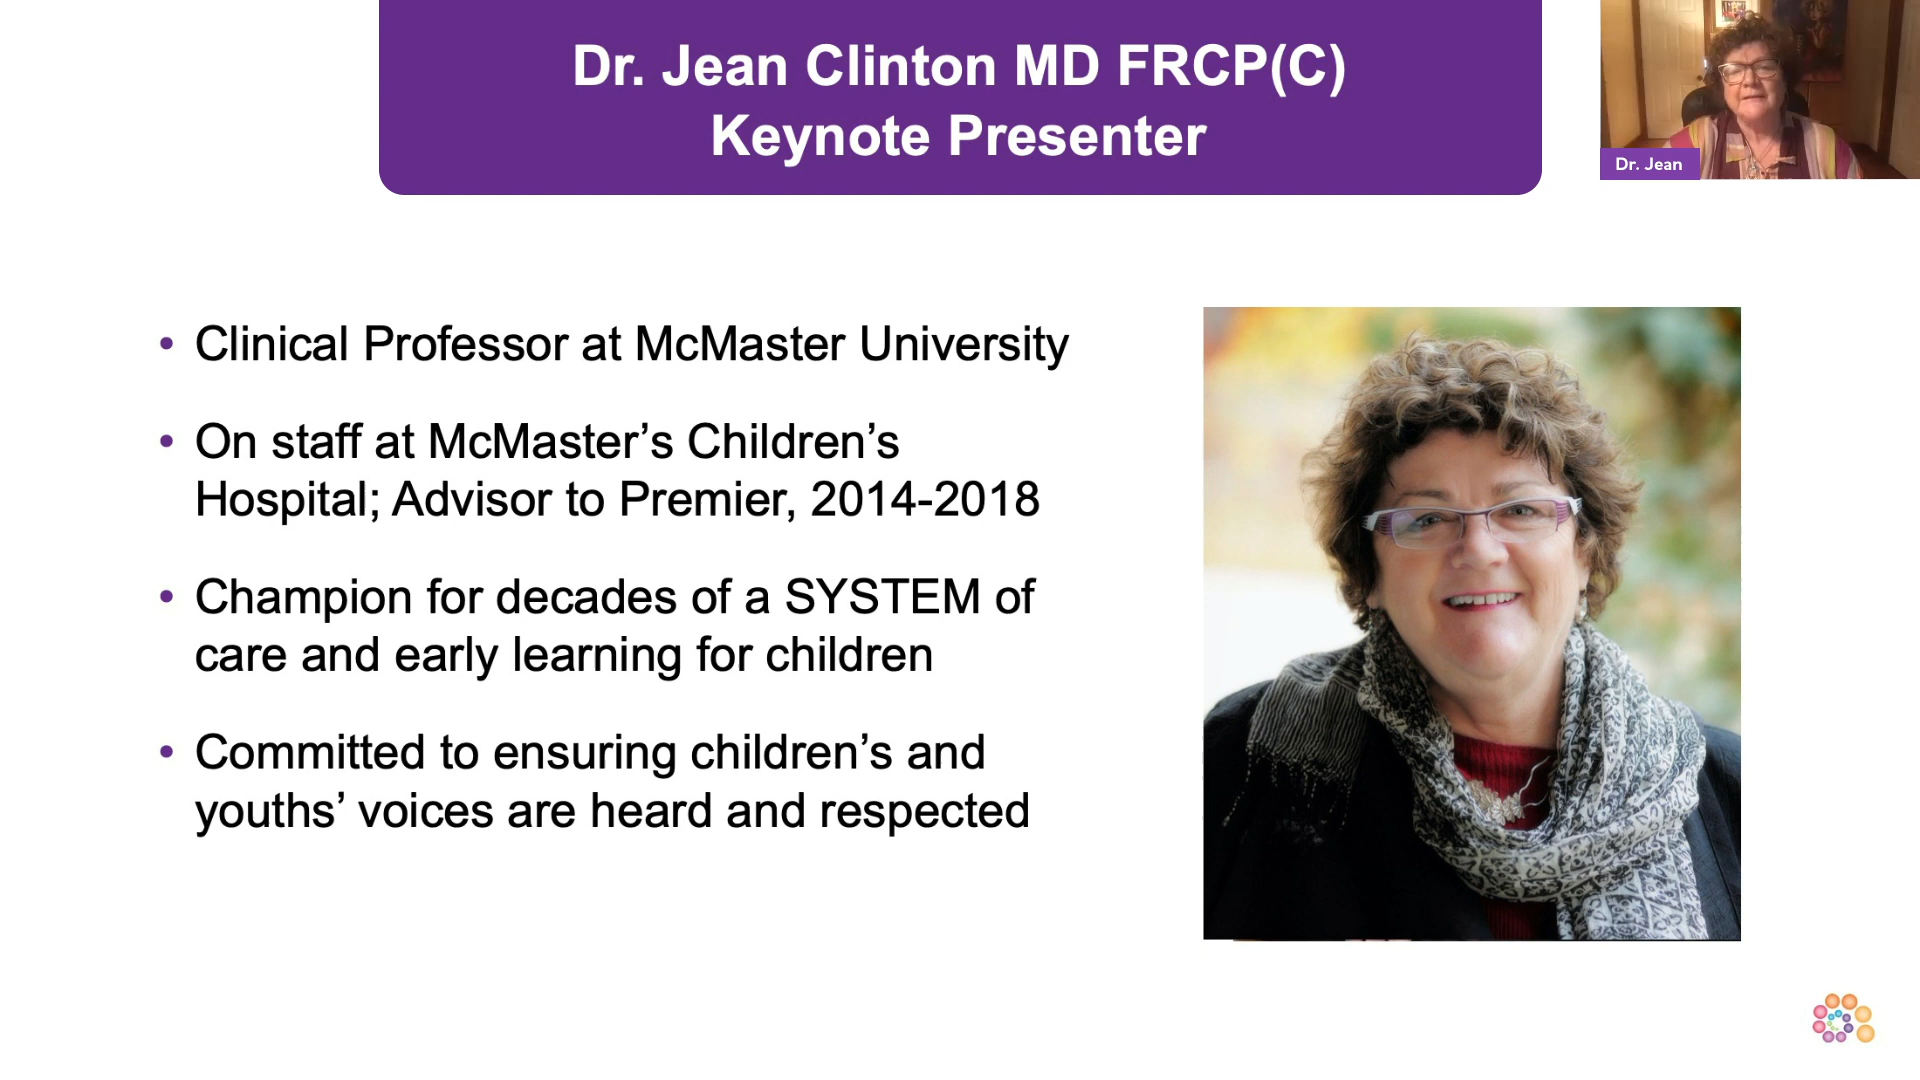 Dr. Jean Clinton MD FRCP(C)
Keynote Presenter
Dr. Jean
• Clinical Professor at McMaster University
• On staff at McMaster’s Children’s
Hospital; Advisor to Premier, 2014-2018
• Champion for decades of a SYSTEM of
care and early learning for children
• Committed to ensuring children’s and
youths’ voices are heard and respected